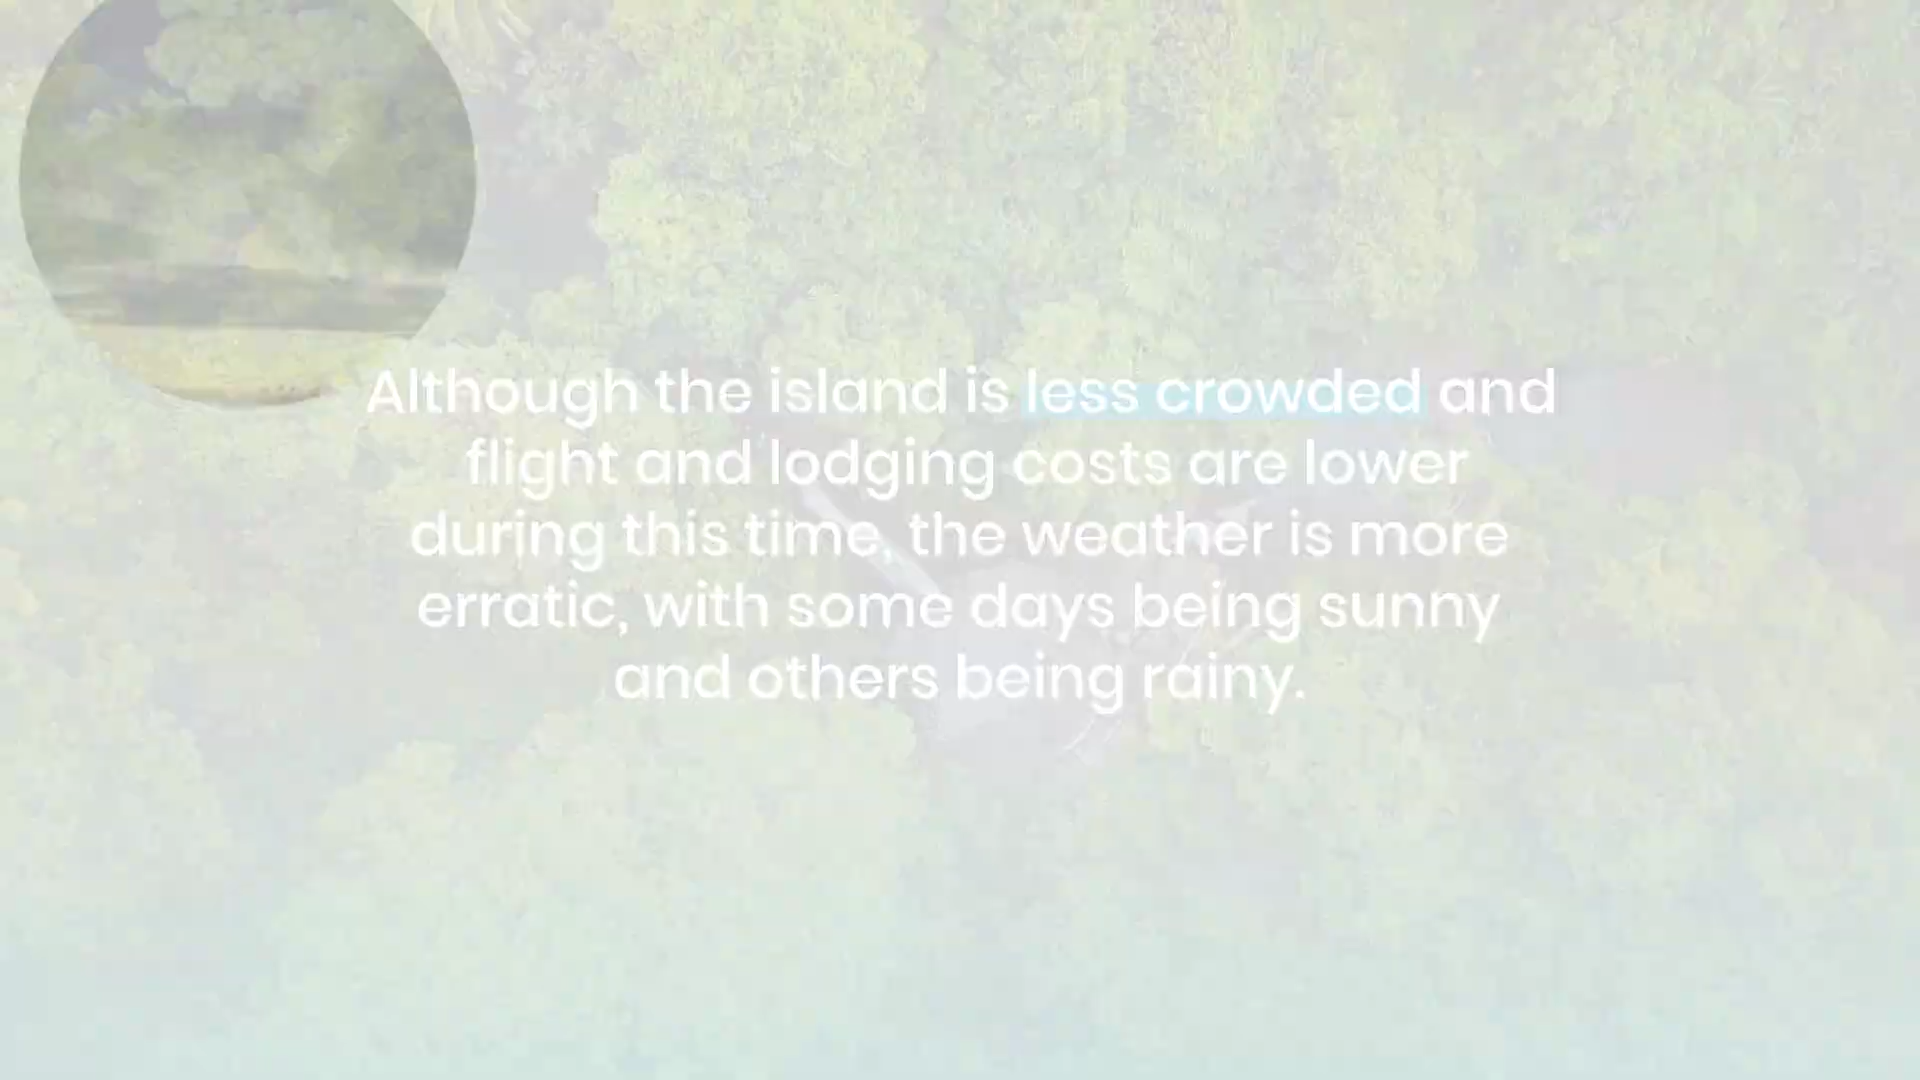 Although the island is less crowded and
flight and lodging costs are lower
during this time, the weather is more
erratic, with some days being sunny
and others being rainy.